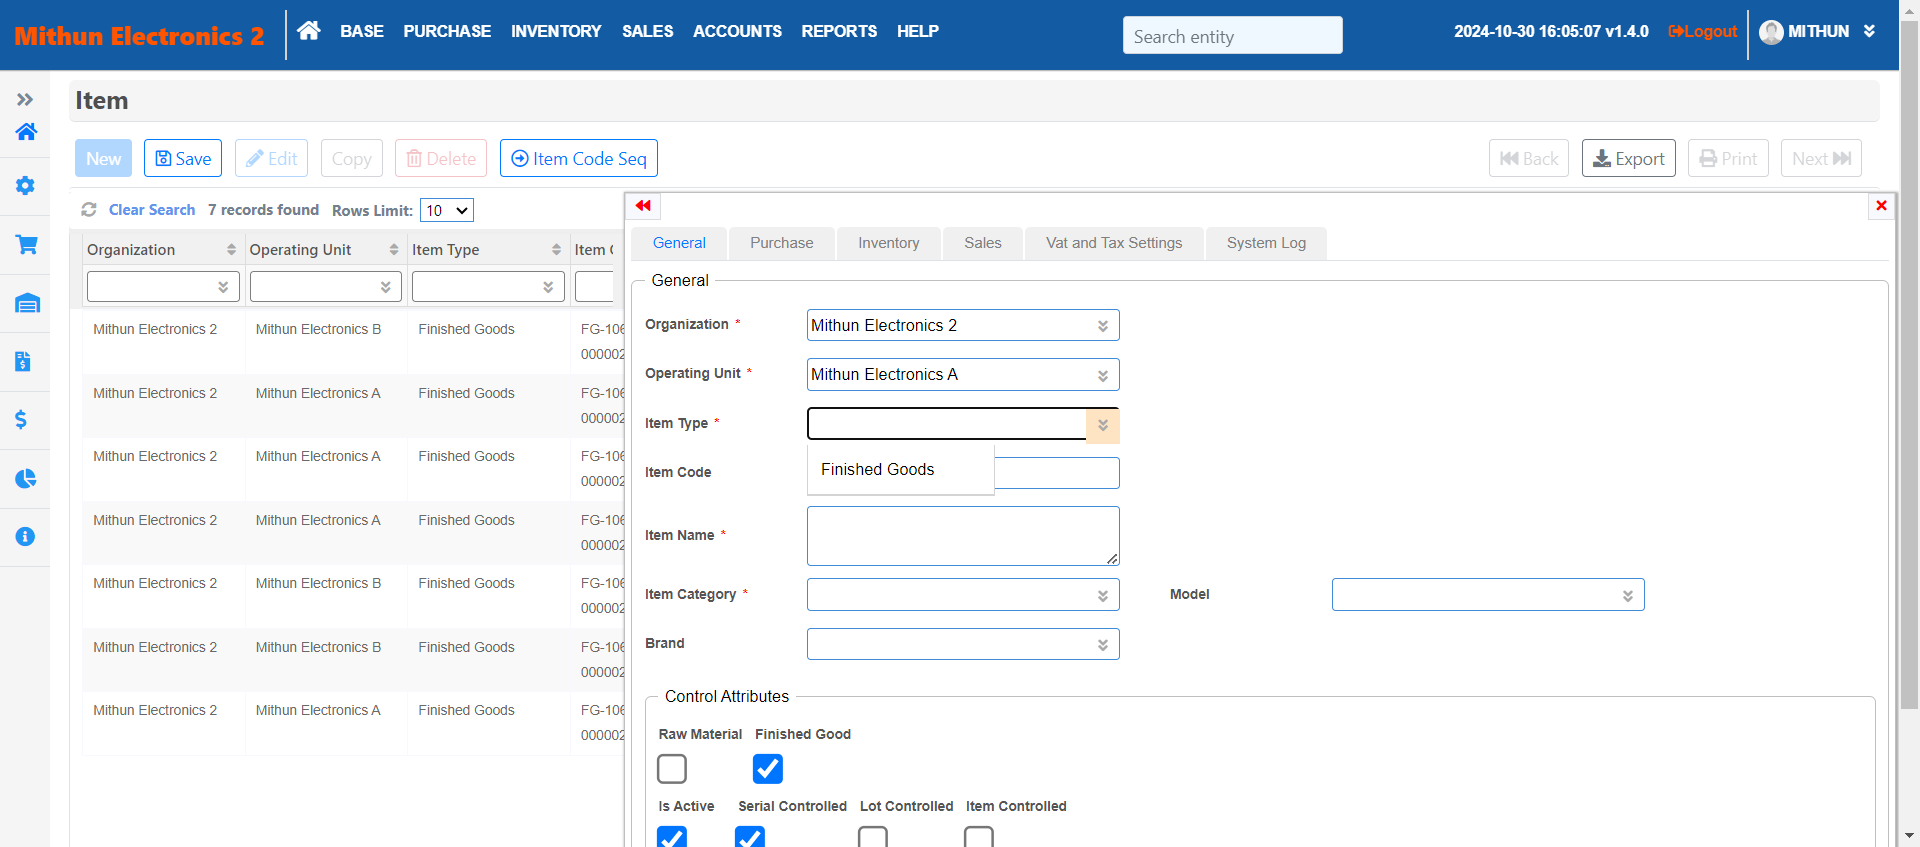 Mithun Electronics 2
BASE PURCHASE INVENTORY SALES ACCOUNTS REPORTS HELP
Search entity
2024-10-30 16:05:07 v1.4.0 Logout MITHUN
Item
New Save Edit Copy Delete Item Code Seq
Back Export Print Next
Clear Search 7 records found Rows Limit: 10
Organization Operating Unit Item Type Item C
Mithun Electronics 2 Mithun Electronics B Finished Goods FG-106
000002
Mithun Electronics 2 Mithun Electronics A Finished Goods FG-106
000002
Mithun Electronics 2 Mithun Electronics A Finished Goods FG-106
000002
Mithun Electronics 2 Mithun Electronics A Finished Goods FG-106
000002
Mithun Electronics 2 Mithun Electronics B Finished Goods FG-106
000002
Mithun Electronics 2 Mithun Electronics B Finished Goods FG-106
000002
Mithun Electronics 2 Mithun Electronics A Finished Goods FG-106
000002
General Purchase Inventory Sales Vat and Tax Settings System Log
General
Organization * Mithun Electronics 2
Operating Unit * Mithun Electronics A
Item Type *
Finished Goods
Item Code
Item Name *
Item Category * Model
Brand
Control Attributes
Raw Material Finished Good
Is Active Serial Controlled Lot Controlled Item Controlled